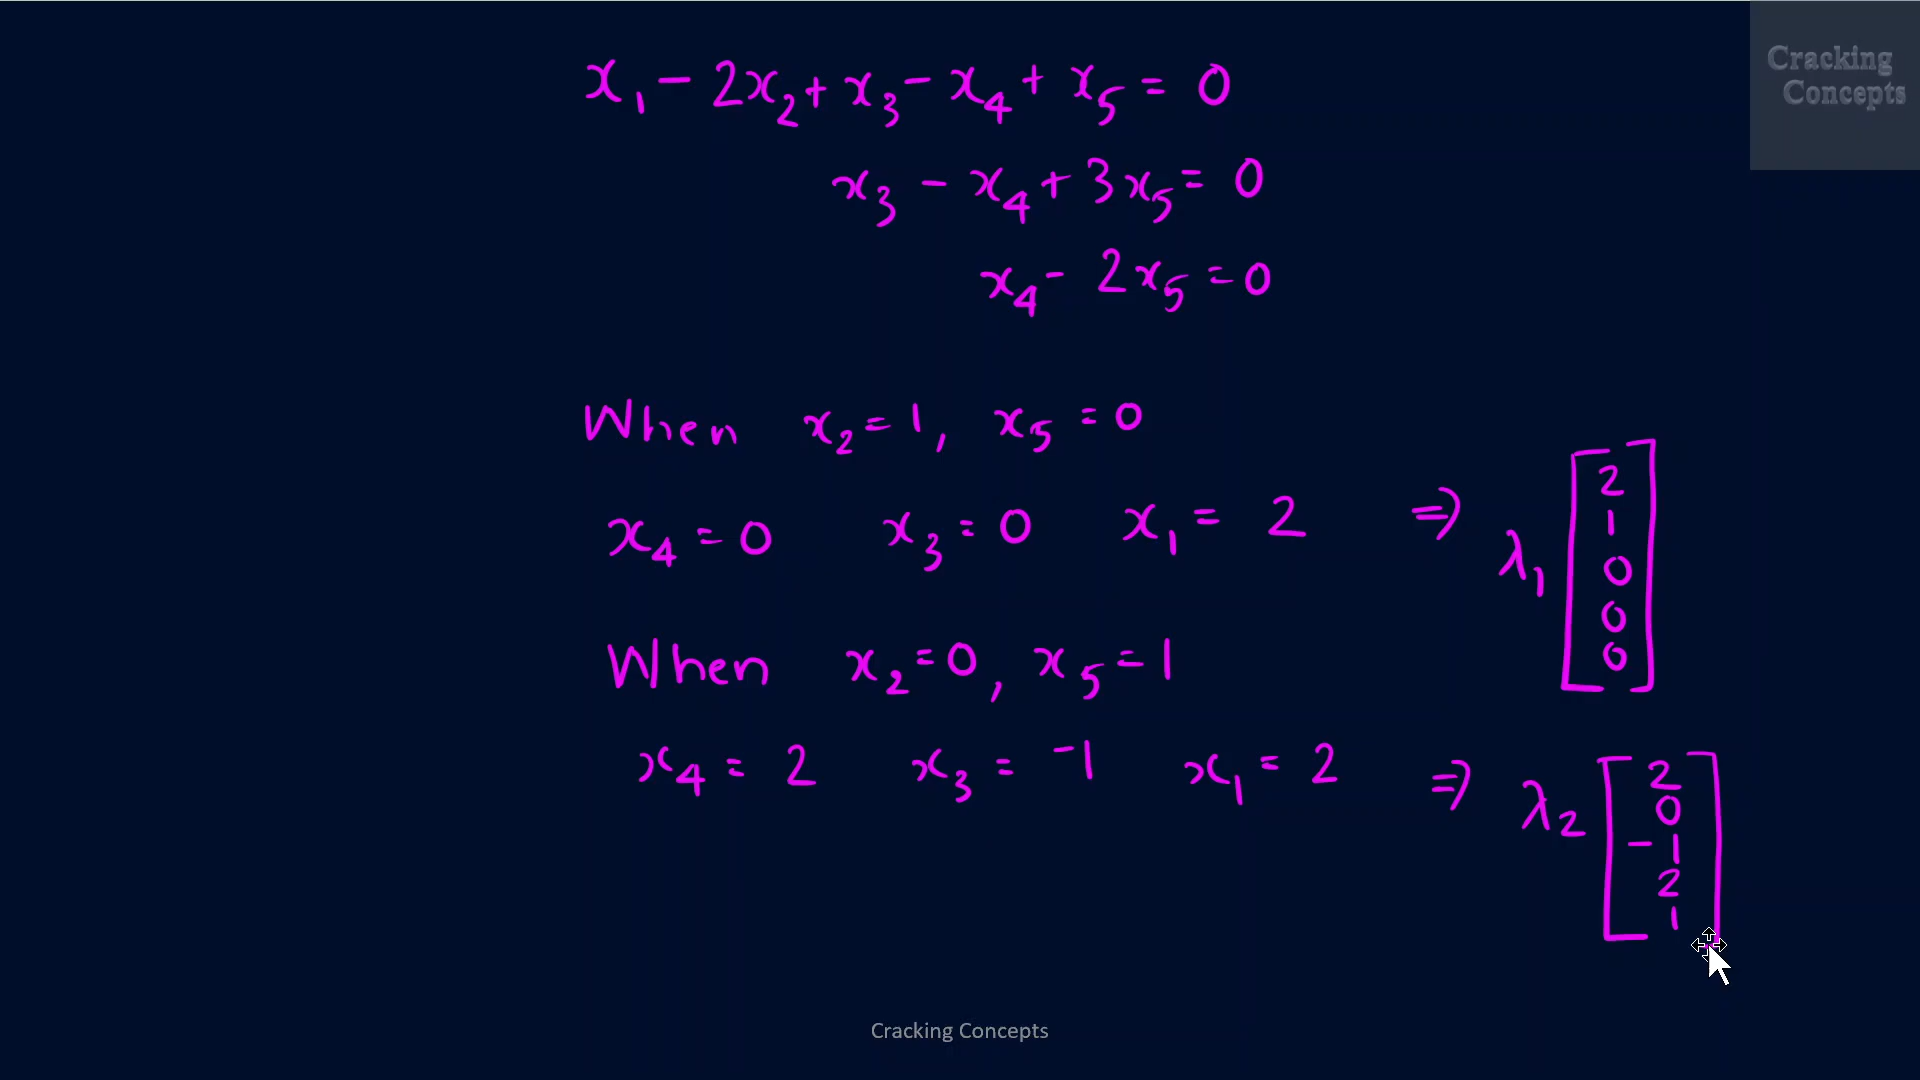 Cracking
Concepts
x₁ - 2x₂ + x₃ - x₄ + x₅ = 0
x₃ - x₄ + 3x₅ = 0
x₄ - 2x₅ = 0
When x₂ = 1, x₅ = 0
x₄ = 0 x₃ = 0 x₁ = 2 ⇒ λ₁ [2 1 0 0 0]
When x₂ = 0, x₅ = 1
x₄ = 2 x₃ = -1 x₁ = 2 ⇒ λ₂ [2 0 -1 2 1]
Cracking Concepts